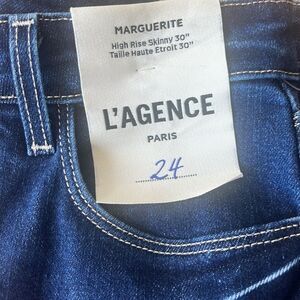 MARGUERITE
High Rise Skinny 30"
Taille Haute Etroit 30"
L'AGENCE
PARIS
24